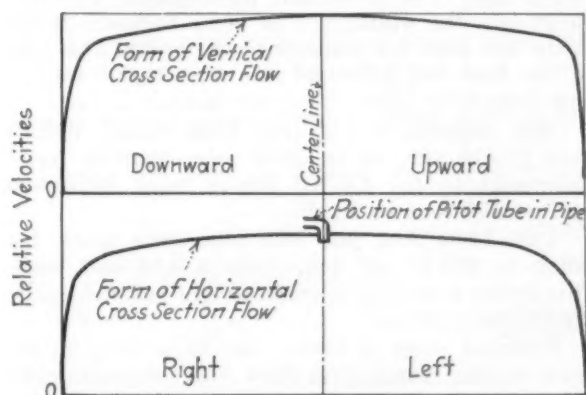 Form of Vertical
Cross Section Flow
Center Line
Downward
Upward
0
Relative Velocities
Position of Pitot Tube in Pipe
Form of Horizontal
Cross Section Flow
Right
Left
0